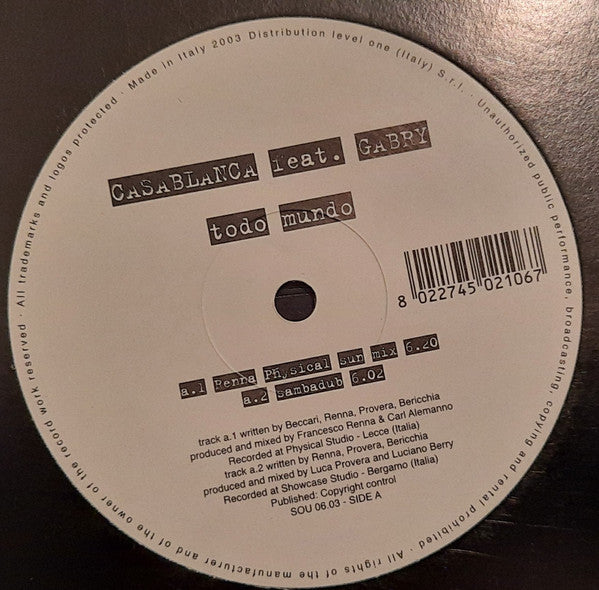 CASABLANCA feat. GABRY
todo mundo
8 022745 021067
a.1 Renna Physical sun mix 6.20
a.2 sambadub 6.02
track a.1 written by Beccari, Renna, Provera, Bericchia
produced and mixed by Francesco Renna & Carl Alemanno
Recorded at Physical Studio - Lecce (Italia)
track a.2 written by Renna, Provera, Bericchia
produced and mixed by Luca Provera and Luciano Berry
Recorded at Showcase Studio - Bergamo (Italia)
Published: Copyright control
SOU 06.03 - SIDE A
All trademarks and logos protected · Made in Italy 2003 Distribution level one (Italy) S.r.l. · Unauthorized public performance, broadcasting, copying and rental prohibited · All rights of the manufacturer and of the owner of the record work reserved ·